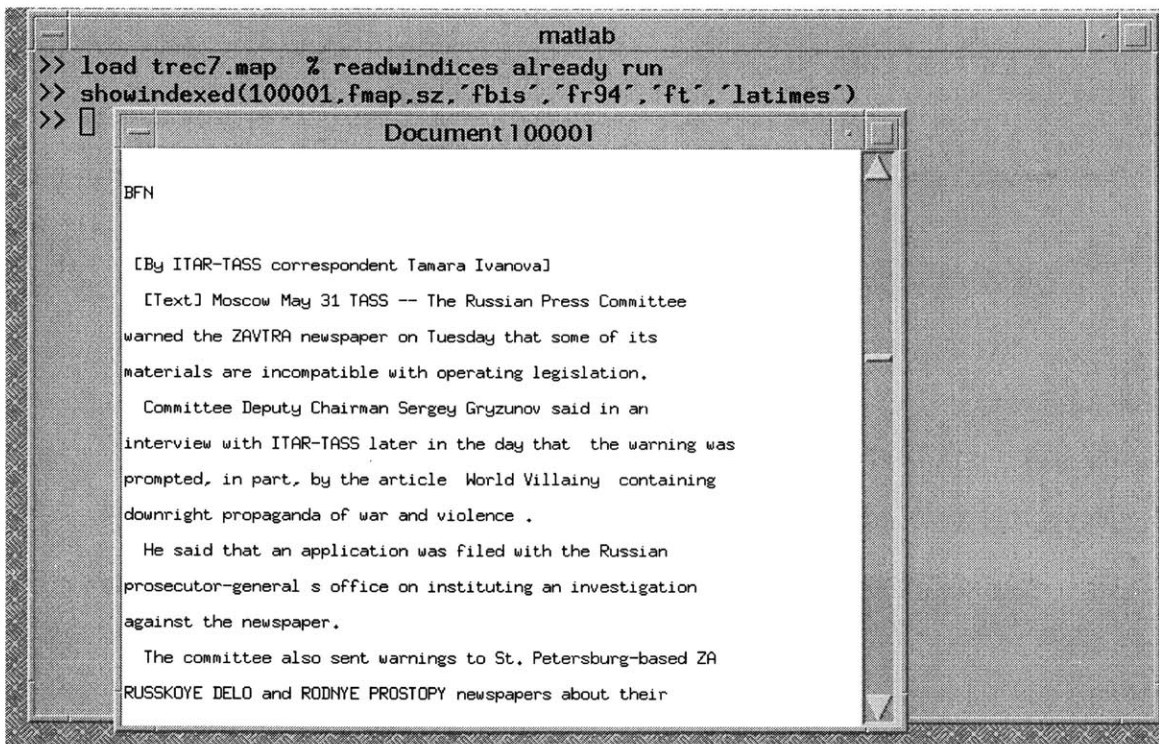 matlab
>> load trec7.map % readwindices already run
>> showindexed(100001,fmap,sz,´fbis´,´fr94´,´ft´,´latimes´)
>>
Document 100001
BFN
[By ITAR-TASS correspondent Tamara Ivanova]
[Text] Moscow May 31 TASS -- The Russian Press Committee
warned the ZAVTRA newspaper on Tuesday that some of its
materials are incompatible with operating legislation.
Committee Deputy Chairman Sergey Gryzunov said in an
interview with ITAR-TASS later in the day that the warning was
prompted, in part, by the article World Villainy containing
downright propaganda of war and violence .
He said that an application was filed with the Russian
prosecutor-general s office on instituting an investigation
against the newspaper.
The committee also sent warnings to St. Petersburg-based ZA
RUSSKOYE DELO and RODNYE PROSTOPY newspapers about their